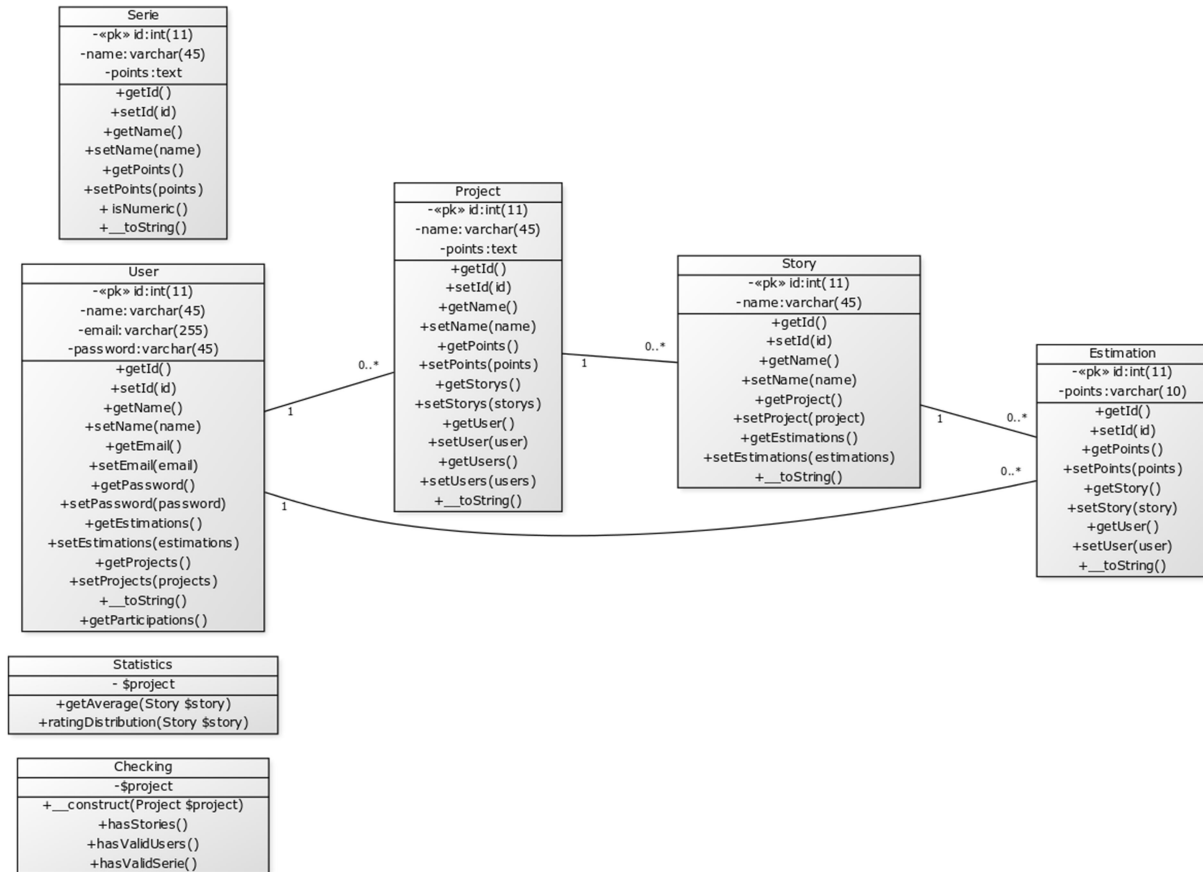 Serie
-«pk» id:int(11)
-name:varchar(45)
-points:text
+getId()
+setId(id)
+getName()
+setName(name)
+getPoints()
+setPoints(points)
+ isNumeric()
+__toString()
User
-«pk» id:int(11)
-name:varchar(45)
-email:varchar(255)
-password:varchar(45)
+getId()
+setId(id)
+getName()
+setName(name)
+getEmail()
+setEmail(email)
+getPassword()
+setPassword(password)
+getEstimations()
+setEstimations(estimations)
+getProjects()
+setProjects(projects)
+__toString()
+getParticipations()
1
0..*
1
0..*
Project
-«pk» id:int(11)
-name:varchar(45)
-points:text
+getId()
+setId(id)
+getName()
+setName(name)
+getPoints()
+setPoints(points)
+getStorys()
+setStorys(storys)
+getUser()
+setUser(user)
+getUsers()
+setUsers(users)
+__toString()
1
0..*
Story
-«pk» id:int(11)
-name:varchar(45)
+getId()
+setId(id)
+getName()
+setName(name)
+getProject()
+setProject(project)
+getEstimations()
+setEstimations(estimations)
+__toString()
1
0..*
Estimation
-«pk» id:int(11)
-points:varchar(10)
+getId()
+setId(id)
+getPoints()
+setPoints(points)
+getStory()
+setStory(story)
+getUser()
+setUser(user)
+__toString()
Statistics
- $project
+getAverage(Story $story)
+ratingDistribution(Story $story)
Checking
-$project
+__construct(Project $project)
+hasStories()
+hasValidUsers()
+hasValidSerie()